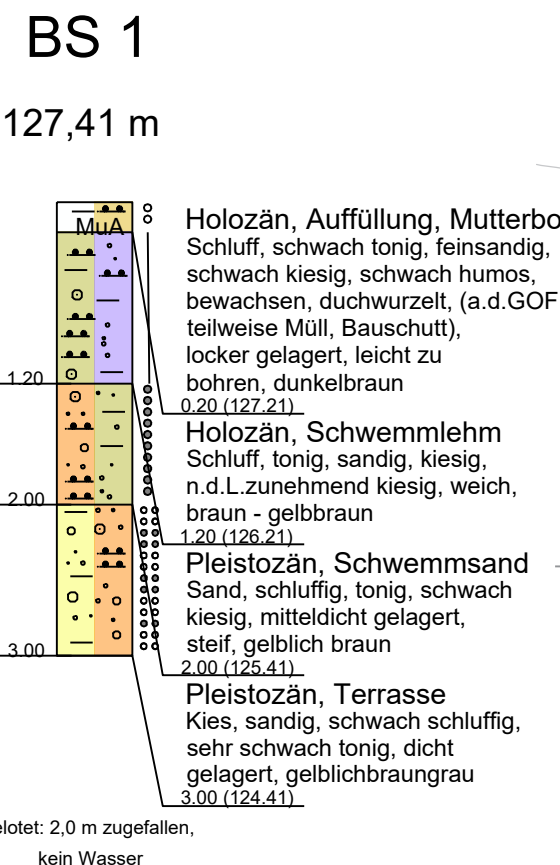 BS 1
127,41 m
MuA
Holozän, Auffüllung, Mutterbo
Schluff, schwach tonig, feinsandig,
schwach kiesig, schwach humos,
bewachsen, duchwurzelt, (a.d.GOF
teilweise Müll, Bauschutt),
locker gelagert, leicht zu
bohren, dunkelbraun
0.20 (127.21)
1.20
Holozän, Schwemmlehm
Schluff, tonig, sandig, kiesig,
n.d.L.zunehmend kiesig, weich,
braun - gelbbraun
1.20 (126.21)
2.00
Pleistozän, Schwemmsand
Sand, schluffig, tonig, schwach
kiesig, mitteldicht gelagert,
steif, gelblich braun
2.00 (125.41)
3.00
Pleistozän, Terrasse
Kies, sandig, schwach schluffig,
sehr schwach tonig, dicht
gelagert, gelblichbraungrau
3.00 (124.41)
elotet: 2,0 m zugefallen,
kein Wasser